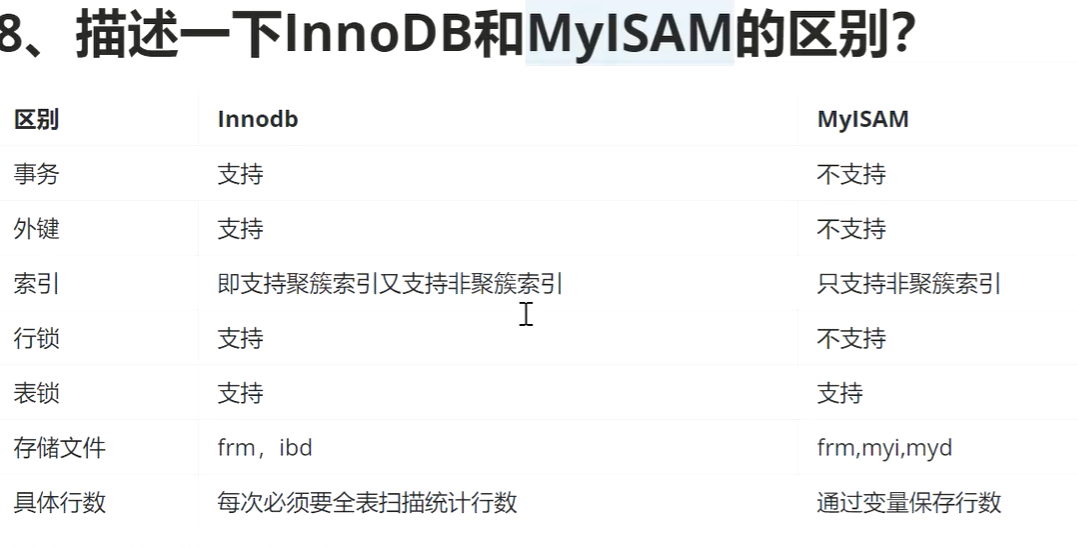 8、描述一下InnoDB和MyISAM的区别？
区别 Innodb MyISAM
事务 支持 不支持
外键 支持 不支持
索引 即支持聚簇索引又支持非聚簇索引 只支持非聚簇索引
行锁 支持 不支持
表锁 支持 支持
存储文件 frm，ibd frm,myi,myd
具体行数 每次必须要全表扫描统计行数 通过变量保存行数